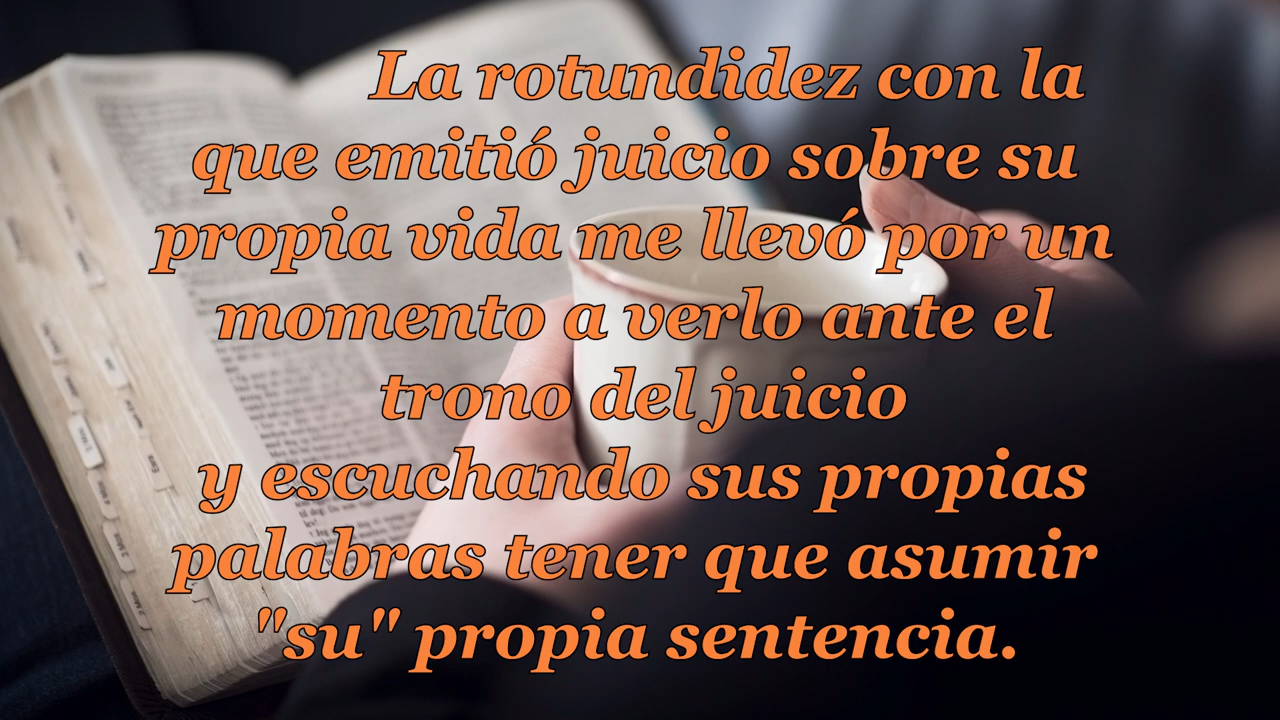 La rotundidez con la
que emitió juicio sobre su
propia vida me llevó por un
momento a verlo ante el
trono del juicio
y escuchando sus propias
palabras tener que asumir
"su" propia sentencia.